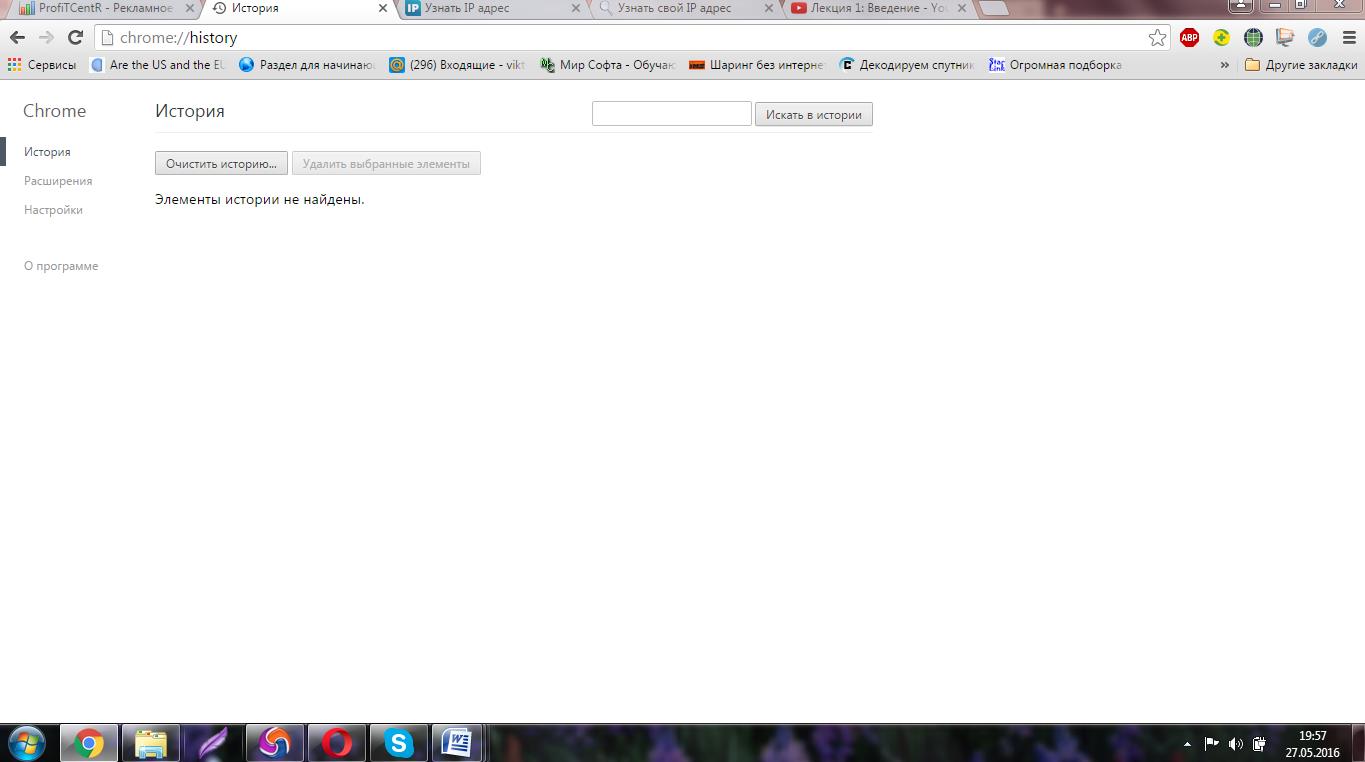 ProfiTCentR - Рекламное
История
Узнать IP адрес
Узнать свой IP адрес
Лекция 1: Введение - You
chrome://history
ABP
Сервисы
Are the US and the EU
Раздел для начинающ
(296) Входящие - vikt
Мир Софта - Обучаю
Шаринг без интерне
Декодируем спутник
Огромная подборка
»
Другие закладки
Chrome
История
Искать в истории
История
Расширения
Настройки
О программе
Очистить историю...
Удалить выбранные элементы
Элементы истории не найдены.
19:57
27.05.2016